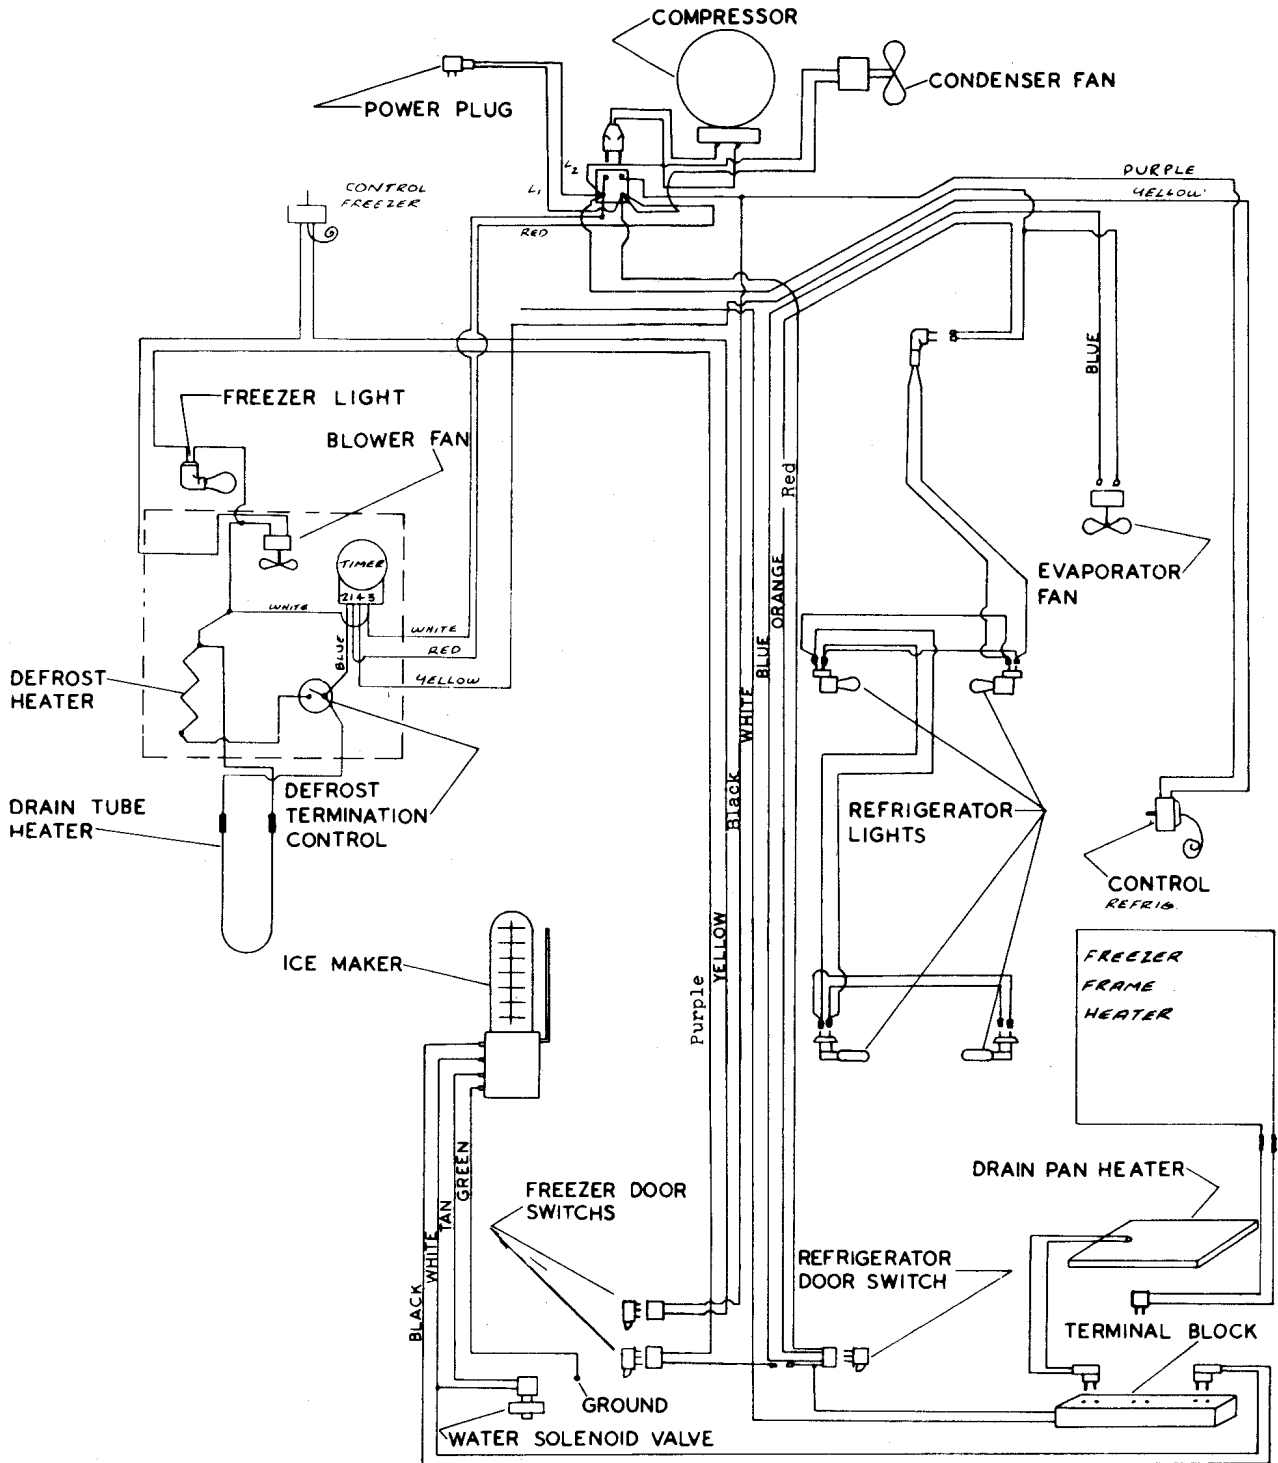 COMPRESSOR
CONDENSER FAN
POWER PLUG
L2
L1
CONTROL
FREEZER
RED
PURPLE
YELLOW
FREEZER LIGHT
BLOWER FAN
BLUE
Red
TIMER
2143
WHITE
WHITE
BLUE
RED
YELLOW
ORANGE
BLUE
WHITE
Black
YELLOW
Purple
EVAPORATOR
FAN
DEFROST
HEATER
DRAIN TUBE
HEATER
DEFROST
TERMINATION
CONTROL
REFRIGERATOR
LIGHTS
CONTROL
REFRIG.
ICE MAKER
FREEZER
FRAME
HEATER
GREEN
TAN
WHITE
BLACK
FREEZER DOOR
SWITCHS
DRAIN PAN HEATER
REFRIGERATOR
DOOR SWITCH
TERMINAL BLOCK
GROUND
WATER SOLENOID VALVE